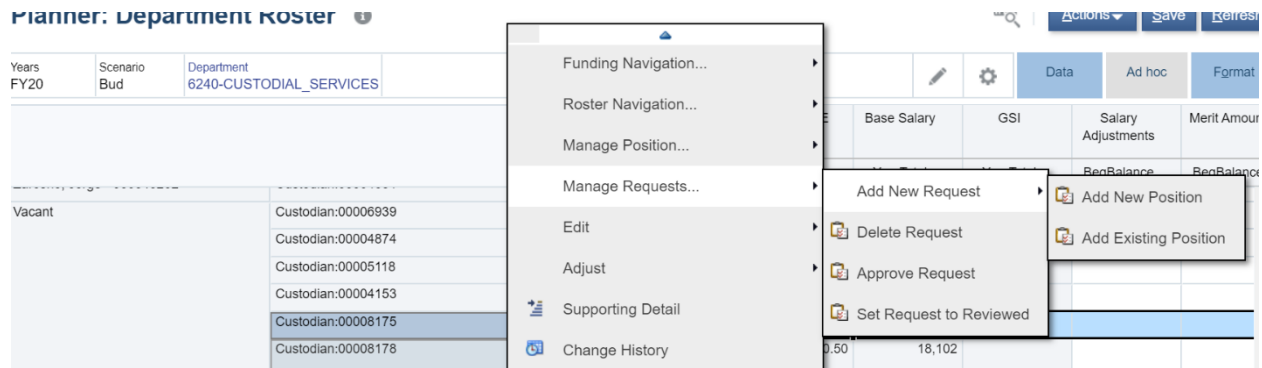 Planner: Department Roster
Actions Save Refresh
Years Scenario Department
FY20 Bud 6240-CUSTODIAL_SERVICES
Data Ad hoc Format
Base Salary GSI Salary Adjustments Merit Amoun
BegBalance BegBalance
Vacant
Custodian:00006939
Custodian:00004874
Custodian:00005118
Custodian:00004153
Custodian:00008175
Custodian:00008178
0.50 18,102
Funding Navigation...
Roster Navigation...
Manage Position...
Manage Requests...
Edit
Adjust
Supporting Detail
Change History
Add New Request
Delete Request
Approve Request
Set Request to Reviewed
Add New Position
Add Existing Position